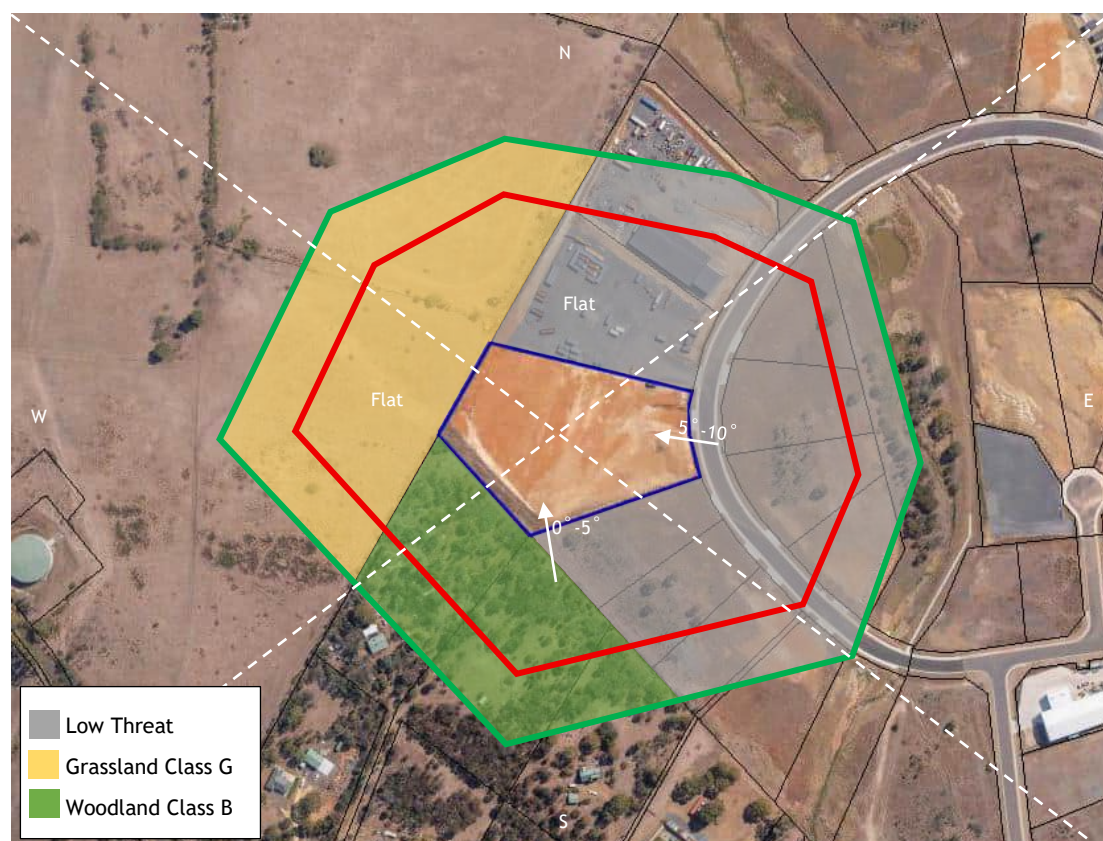 N
Flat
Flat
W
E
5°-10°
0°-5°
S
Low Threat
Grassland Class G
Woodland Class B